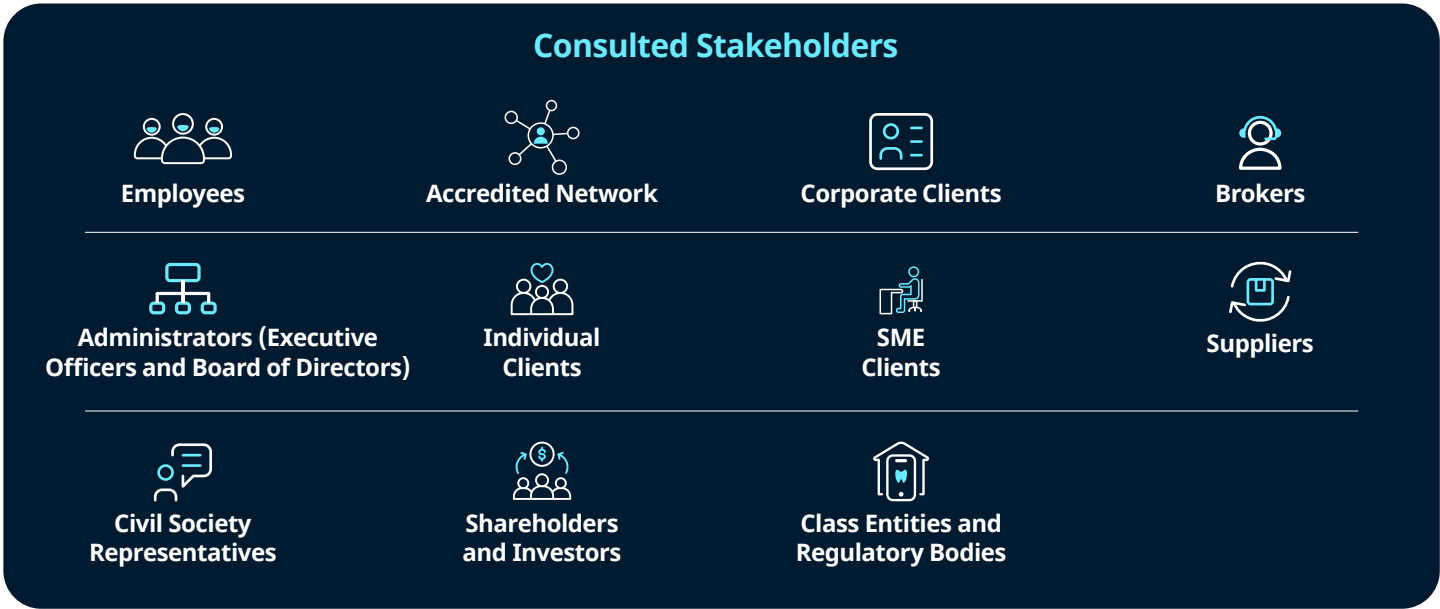 Consulted Stakeholders
Employees
Accredited Network
Corporate Clients
Brokers
Administrators (Executive
Officers and Board of Directors)
Individual
Clients
SME
Clients
Suppliers
Civil Society
Representatives
$
Shareholders
and Investors
Class Entities and
Regulatory Bodies